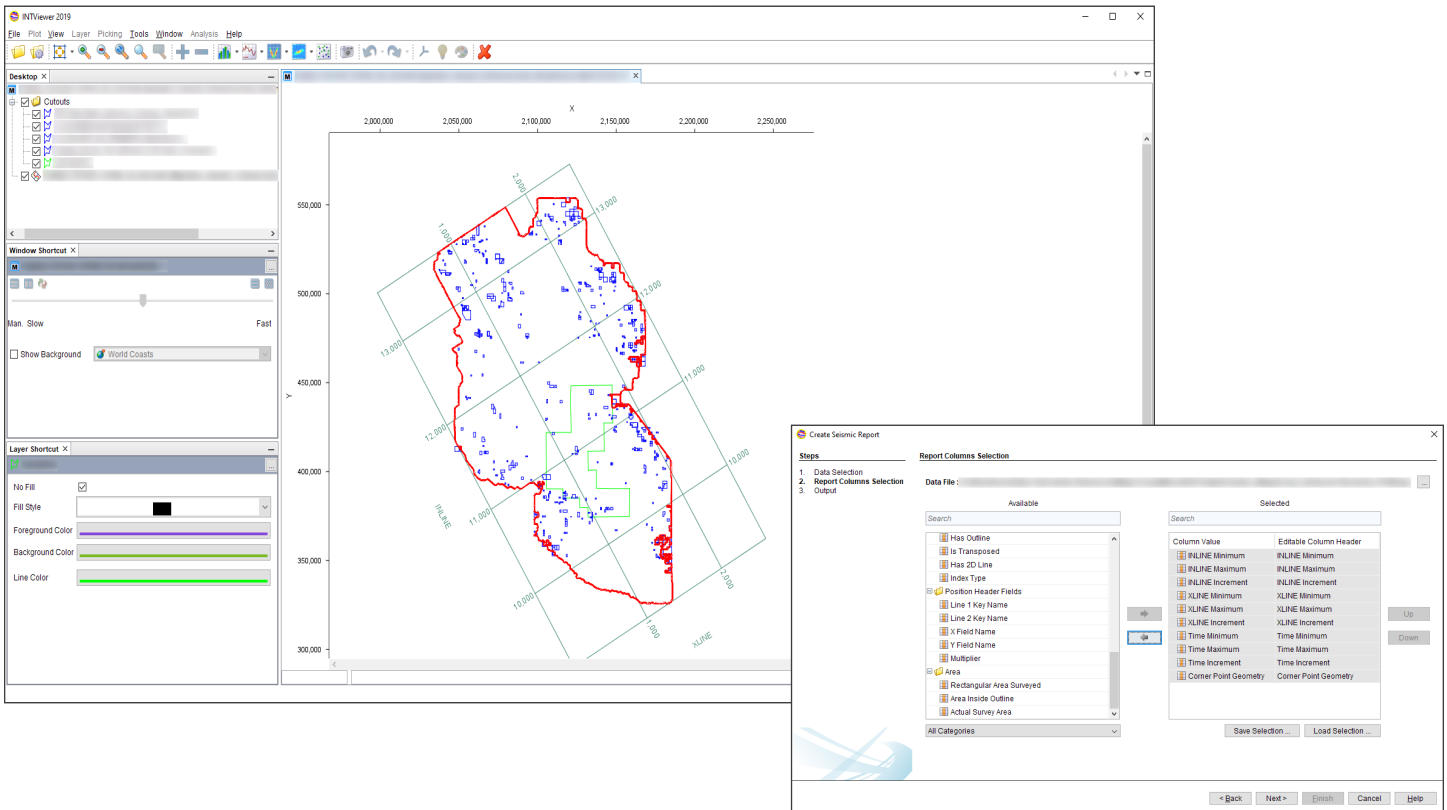 INTViewer 2019
File Plot View Layer Picking Tools Window Analysis Help
Desktop X
M
Cutouts
Window Shortcut X
M
...
Man. Slow Fast
Show Background World Coasts
Layer Shortcut X
...
No Fill
Fill Style
Foreground Color
Background Color
Line Color
M
X
2,000,000 2,050,000 2,100,000 2,150,000 2,200,000 2,250,000
Y
550,000
500,000
450,000
400,000
350,000
300,000
2,000
13,000
1,000
12,000
13,000
11,000
12,000
10,000
INLINE
11,000
10,000
2,000
1,000
XLINE
Create Seismic Report
Steps
1. Data Selection
2. Report Columns Selection
3. Output
Report Columns Selection
Data File :
...
Available
Search
Has Outline
Is Transposed
Has 2D Line
Index Type
Position Header Fields
Line 1 Key Name
Line 2 Key Name
X Field Name
Y Field Name
Multiplier
Area
Rectangular Area Surveyed
Area Inside Outline
Actual Survey Area
All Categories
Selected
Search
Column Value Editable Column Header
INLINE Minimum INLINE Minimum
INLINE Maximum INLINE Maximum
INLINE Increment INLINE Increment
XLINE Minimum XLINE Minimum
XLINE Maximum XLINE Maximum
XLINE Increment XLINE Increment
Time Minimum Time Minimum
Time Maximum Time Maximum
Time Increment Time Increment
Corner Point Geometry Corner Point Geometry
Up
Down
Save Selection ... Load Selection ...
< Back Next > Finish Cancel Help